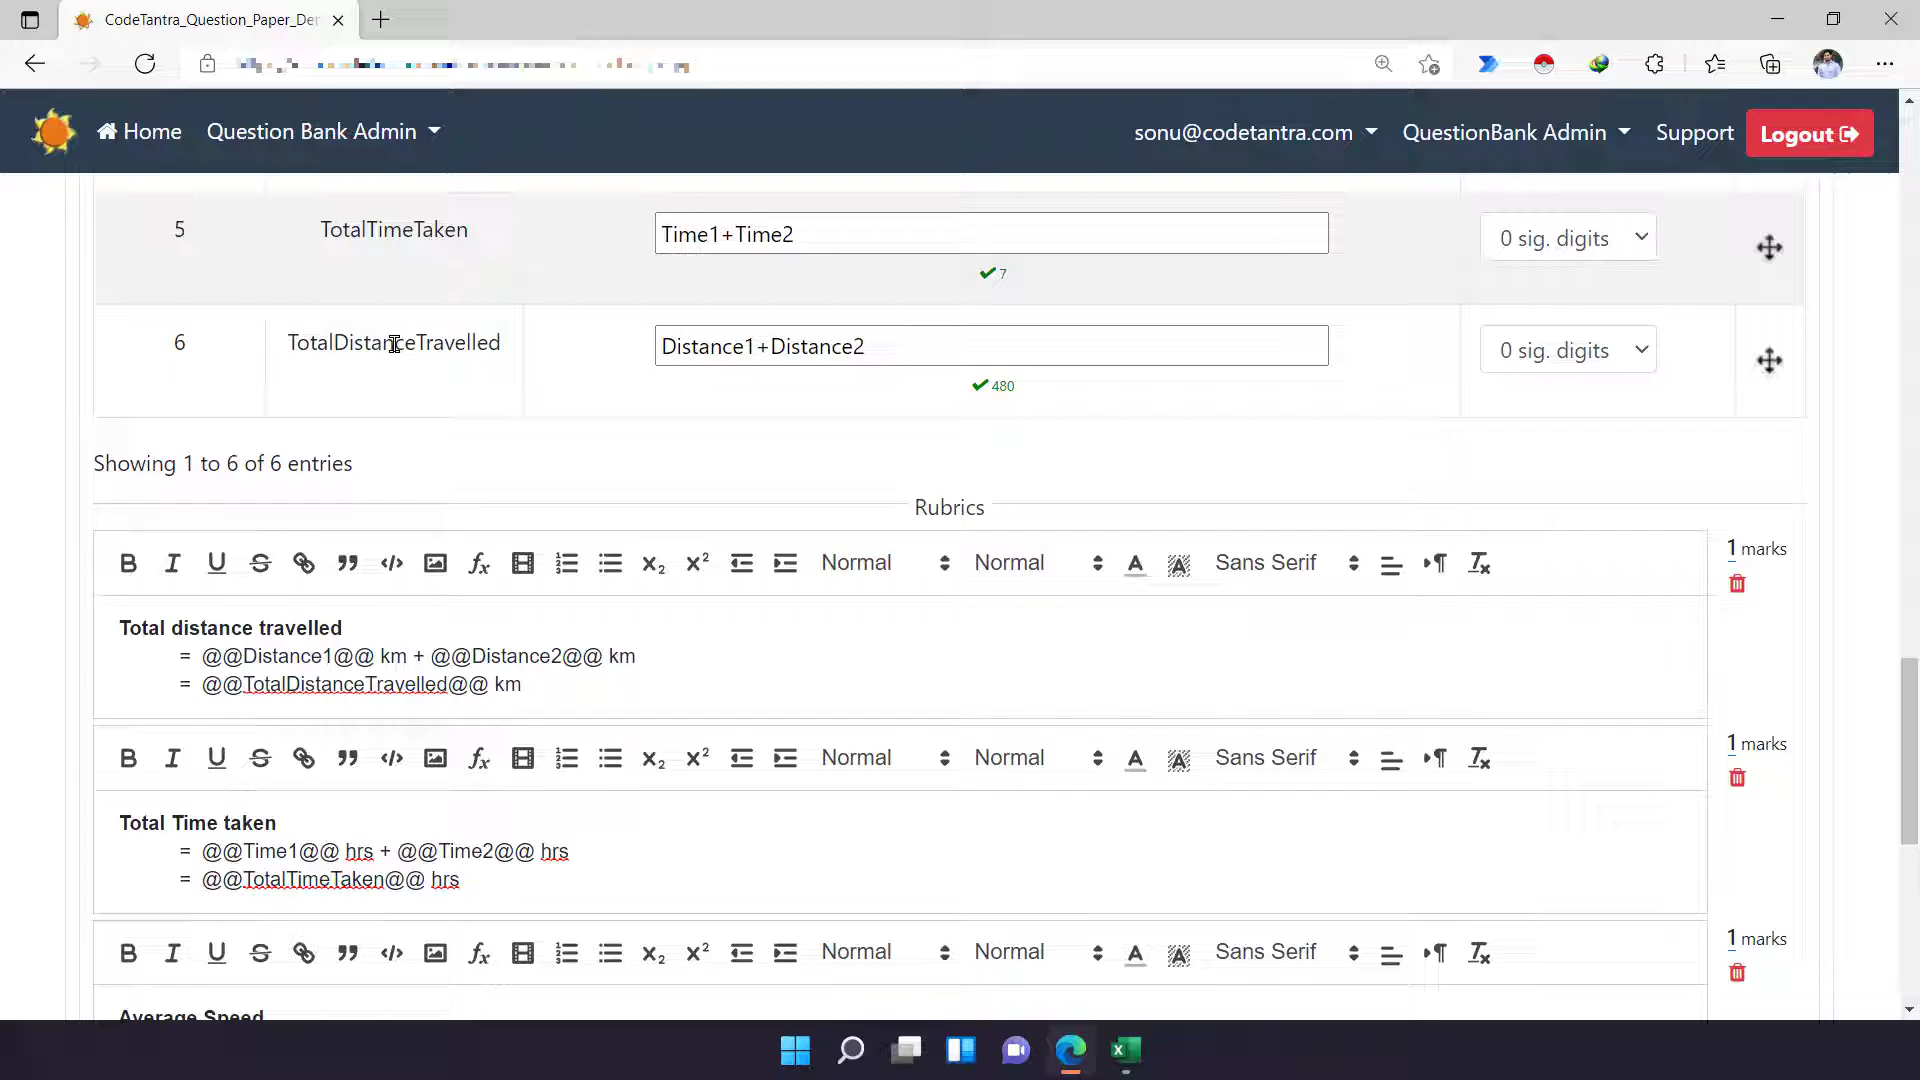 CodeTantra_Question_Paper_Der
Home
Question Bank Admin
sonu@codetantra.com
QuestionBank Admin
Support
Logout
5
TotalTimeTaken
Time1+Time2
0 sig. digits
7
6
TotalDistanceTravelled
Distance1+Distance2
0 sig. digits
480
Showing 1 to 6 of 6 entries
Rubrics
Normal
Normal
Sans Serif
1 marks
Total distance travelled
= @@Distance1@@ km + @@Distance2@@ km
= @@TotalDistanceTravelled@@ km
Normal
Normal
Sans Serif
1 marks
Total Time taken
= @@Time1@@ hrs + @@Time2@@ hrs
= @@TotalTimeTaken@@ hrs
Normal
Normal
Sans Serif
1 marks
Average Speed